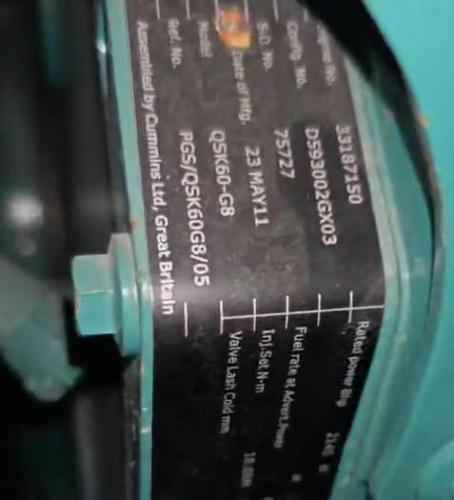 Engine No. 33187150 Rated power Bhp
Config. No. D593002GX03 Fuel rate at Advert.Power
S.O. No. 75727 Inj.Set N-m
Date of Mfg. 23 MAY11 Valve Lash Cold mm
Model QSK60-G8
Ref. No. PGS/QSK60G8/05
Assembled by Cummins Ltd, Great Britain